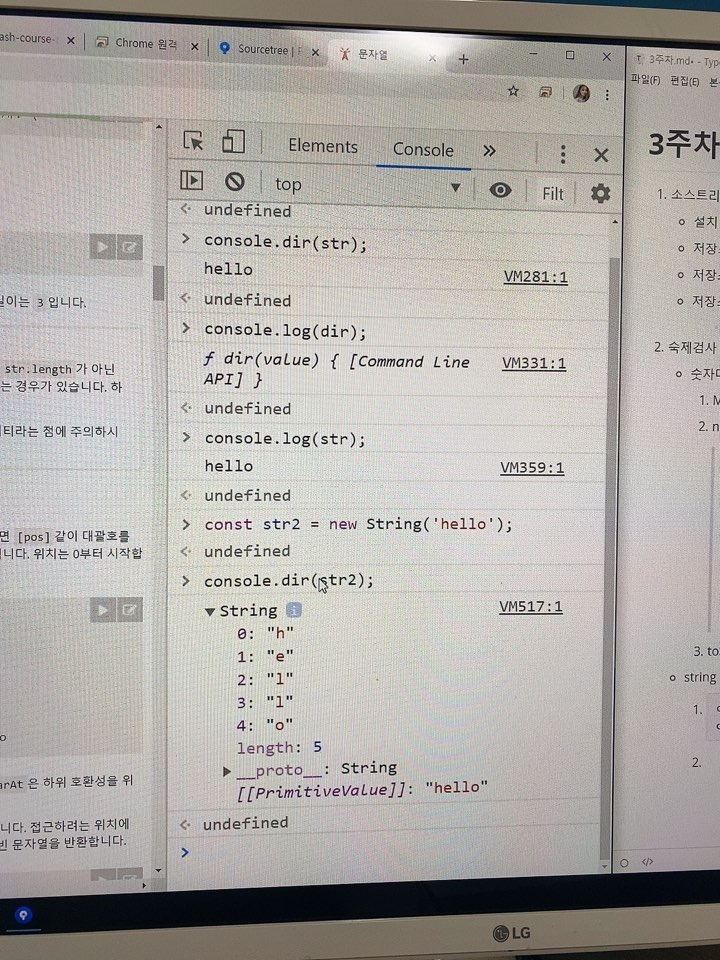 ash-course-
Chrome 원격
Sourcetree | F
문자열
3주차.md• - Typ
파일(F) 편집(E) 본
Elements
Console
top
Filt
undefined
console.dir(str);
hello
VM281:1
undefined
console.log(dir);
ƒ dir(value) { [Command Line
API] }
VM331:1
undefined
console.log(str);
hello
VM359:1
undefined
const str2 = new String('hello');
undefined
console.dir(str2);
String
VM517:1
0: "h"
1: "e"
2: "l"
3: "l"
4: "o"
length: 5
__proto__: String
[[PrimitiveValue]]: "hello"
undefined
길이는 3 입니다.
str.length 가 아닌
는 경우가 있습니다. 하
티라는 점에 주의하시
면 [pos] 같이 대괄호를
니다. 위치는 0부터 시작합
o
arAt 은 하위 호환성을 위
니다. 접근하려는 위치에
빈 문자열을 반환합니다.
3주차
1. 소스트리
설치
저장
저장
저장
2. 숙제검사
숫자
1. M
2. n
3. to
string
1.
2.
</>
LG